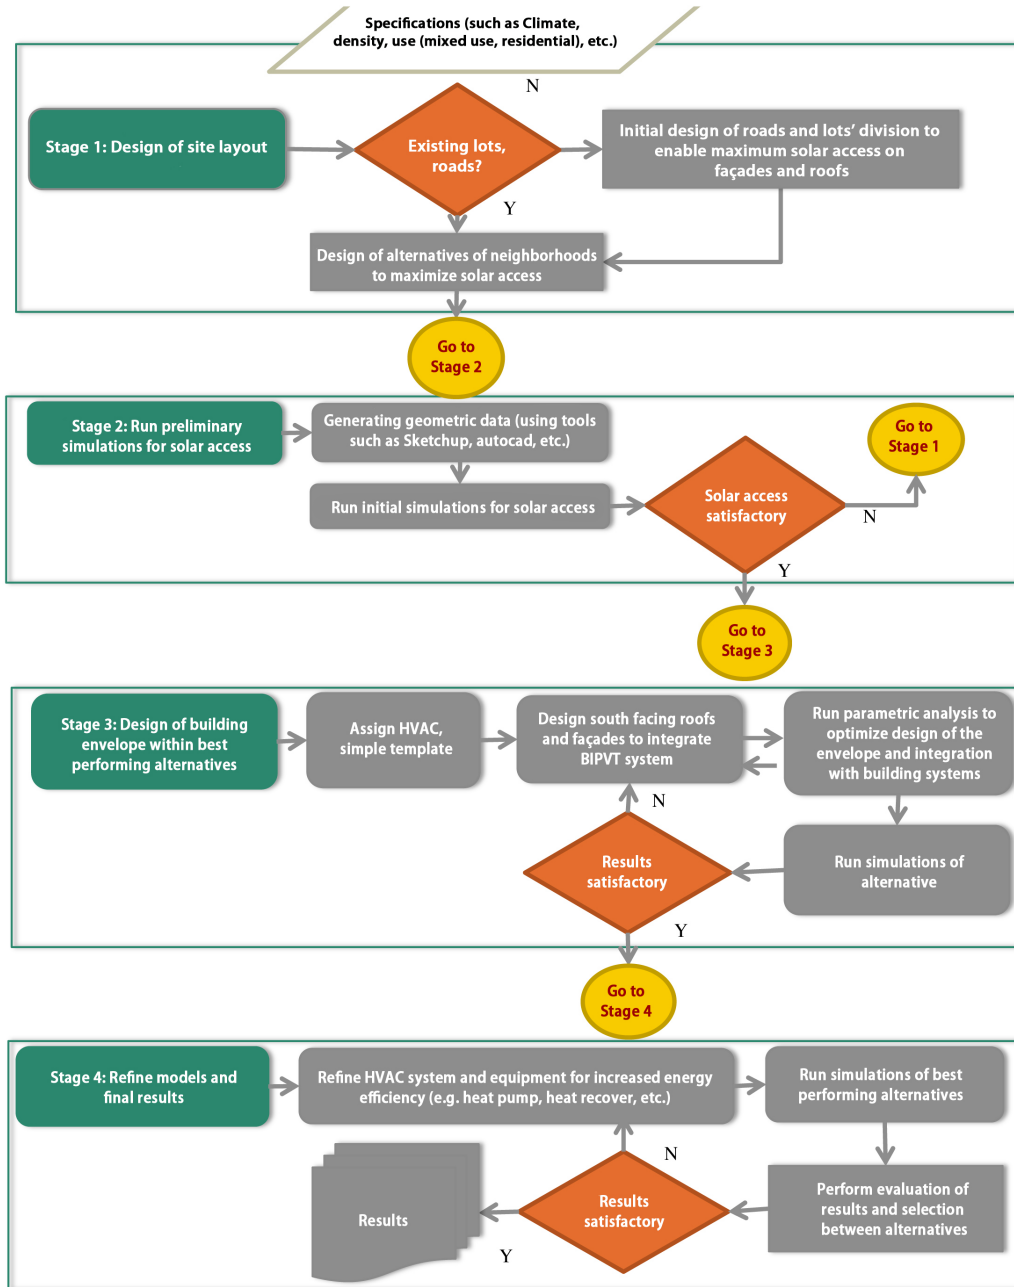 Specifications (such as Climate,
density, use (mixed use, residential), etc.)
N
Stage 1: Design of site layout
Existing lots,
roads?
Initial design of roads and lots' division to
enable maximum solar access on
façades and roofs
Y
Design of alternatives of neighborhoods
to maximize solar access
Go to
Stage 2
Stage 2: Run preliminary
simulations for solar access
Generating geometric data (using tools
such as Sketchup, autocad, etc.)
Go to
Stage 1
Run initial simulations for solar access
Solar access
satisfactory
N
Y
Go to
Stage 3
Stage 3: Design of building
envelope within best
performing alternatives
Assign HVAC,
simple template
Design south facing roofs
and façades to integrate
BIPVT system
Run parametric analysis to
optimize design of the
envelope and integration
with building systems
N
Results
satisfactory
Run simulations of
alternative
Y
Go to
Stage 4
Stage 4: Refine models and
final results
Refine HVAC system and equipment for increased energy
efficiency (e.g. heat pump, heat recover, etc.)
Run simulations of best
performing alternatives
N
Results
Results
satisfactory
Perform evaluation of
results and selection
between alternatives
Y